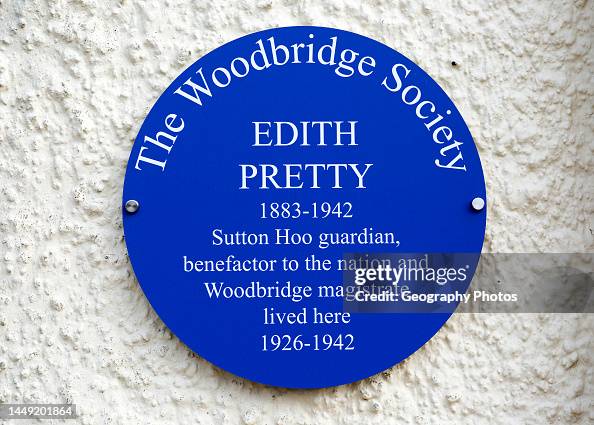 The Woodbridge Society
EDITH
PRETTY
1883-1942
Sutton Hoo guardian,
benefactor to the nation and
Woodbridge magistrate
lived here
1926-1942
gettyimages
Credit: Geography Photos
1449201864